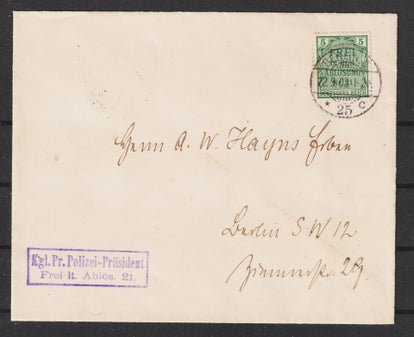 5 5
FREI
ABLÖSUNG
25 C
Herrn A. W. Hayns Erben
Berlin S W 12
Zimmerstr. 29.
Kgl. Pr. Polizei-Präsident
Frei lt. Ablös. 21.